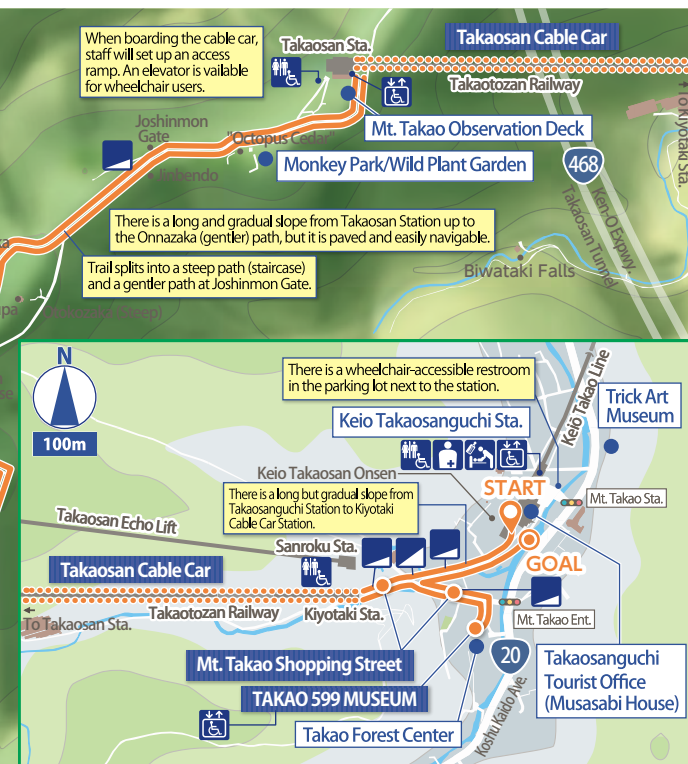 When boarding the cable car,
staff will set up an access
ramp. An elevator is vailable
for wheelchair users.
Takaosan Sta.
Takaosan Cable Car
Takaotozan Railway
To Kiyotaki Sta.
Mt. Takao Observation Deck
Joshinmon
Gate
"Octopus Cedar"
Jinbendo
Monkey Park/Wild Plant Garden
468
Ken-O Expwy.
Takaosan Tunnel
There is a long and gradual slope from Takaosan Station up to
the Onnazaka (gentler) path, but it is paved and easily navigable.
Trail splits into a steep path (staircase)
and a gentler path at Joshinmon Gate.
Biwataki Falls
(Steep)
N
100m
There is a wheelchair-accessible restroom
in the parking lot next to the station.
Keio Takao Line
Trick Art
Museum
Keio Takaosanguchi Sta.
Keio Takaosan Onsen
START
Mt. Takao Sta.
There is a long but gradual slope from
Takaosanguchi Station to Kiyotaki
Cable Car Station.
Takaosan Echo Lift
Sanroku Sta.
GOAL
Takaosan Cable Car
Takaotozan Railway
Kiyotaki Sta.
To Takaosan Sta.
Mt. Takao Ent.
20
Mt. Takao Shopping Street
TAKAO 599 MUSEUM
Takao Forest Center
Koshu Kaido Ave.
Takaosanguchi
Tourist Office
(Musasabi House)